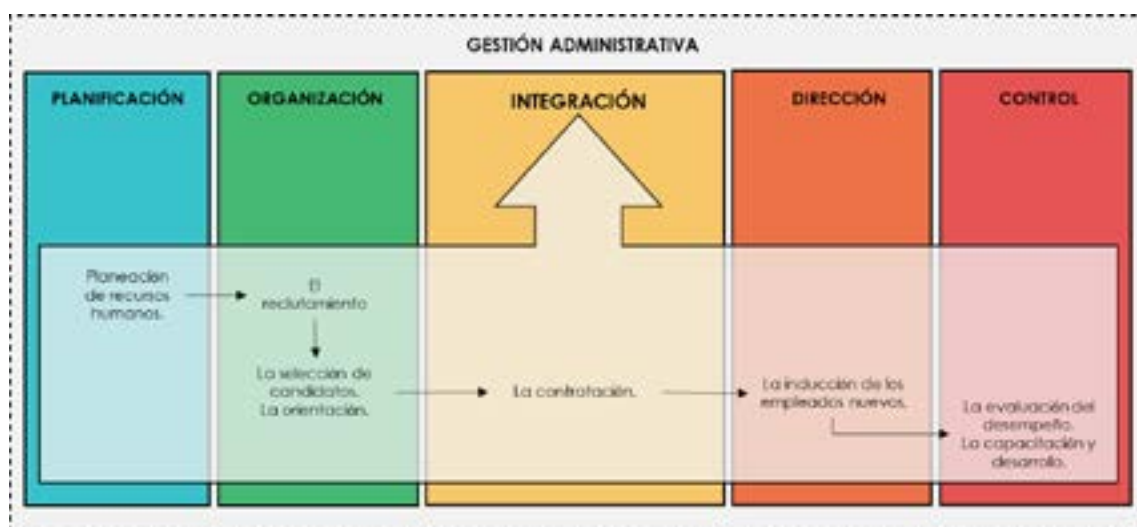 GESTIÓN ADMINISTRATIVA
PLANIFICACIÓN
ORGANIZACIÓN
INTEGRACIÓN
DIRECCIÓN
CONTROL
Planeación
de recursos
humanos.
El
reclutamiento
La selección de
candidatos.
La orientación.
La contratación.
La inducción de los
empleados nuevos.
La evaluación del
desempeño.
La capacitación y
desarrollo.